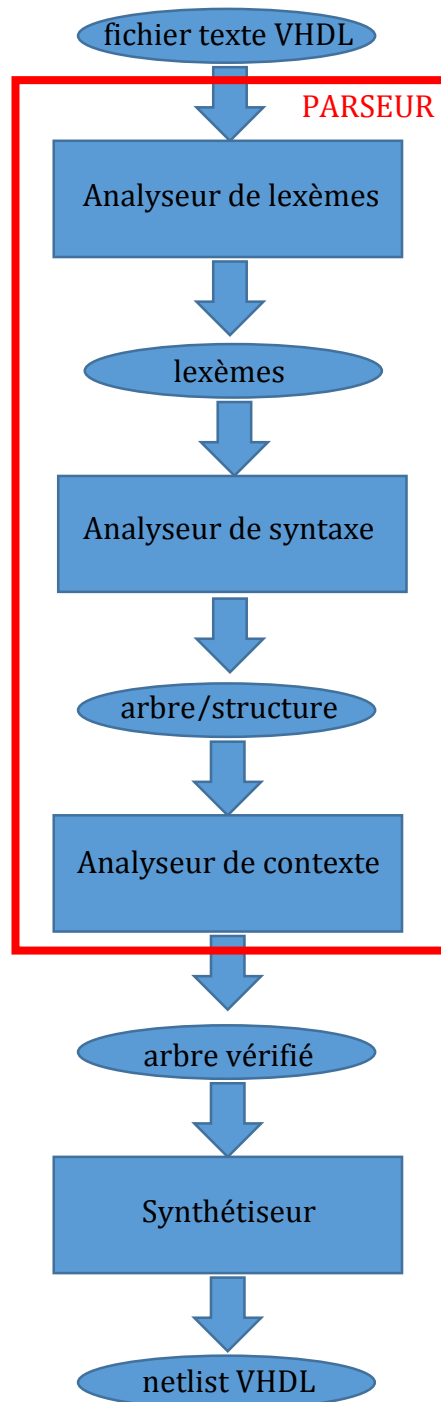 fichier texte VHDL
PARSEUR
Analyseur de lexèmes
lexèmes
Analyseur de syntaxe
arbre/structure
Analyseur de contexte
arbre vérifié
Synthétiseur
netlist VHDL